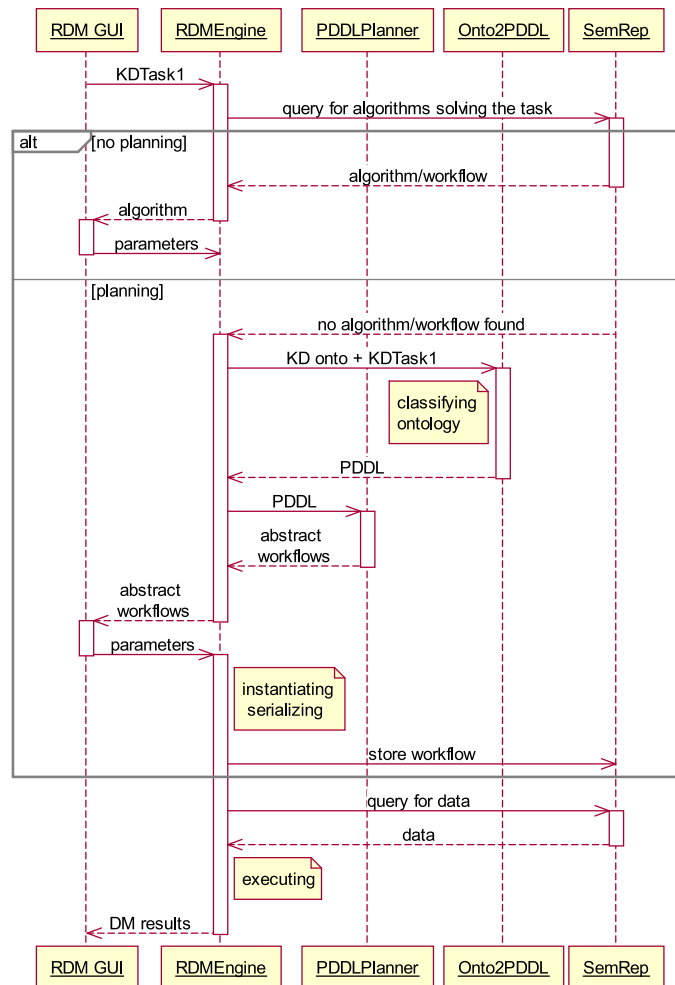 RDM GUI
RDMEngine
PDDLPlanner
Onto2PDDL
SemRep
KDTask1
query for algorithms solving the task
alt
[no planning]
algorithm/workflow
algorithm
parameters
[planning]
no algorithm/workflow found
KD onto + KDTask1
classifying
ontology
PDDL
PDDL
abstract
workflows
abstract
workflows
parameters
instantiating
serializing
store workflow
query for data
data
executing
DM results
RDM GUI
RDMEngine
PDDLPlanner
Onto2PDDL
SemRep